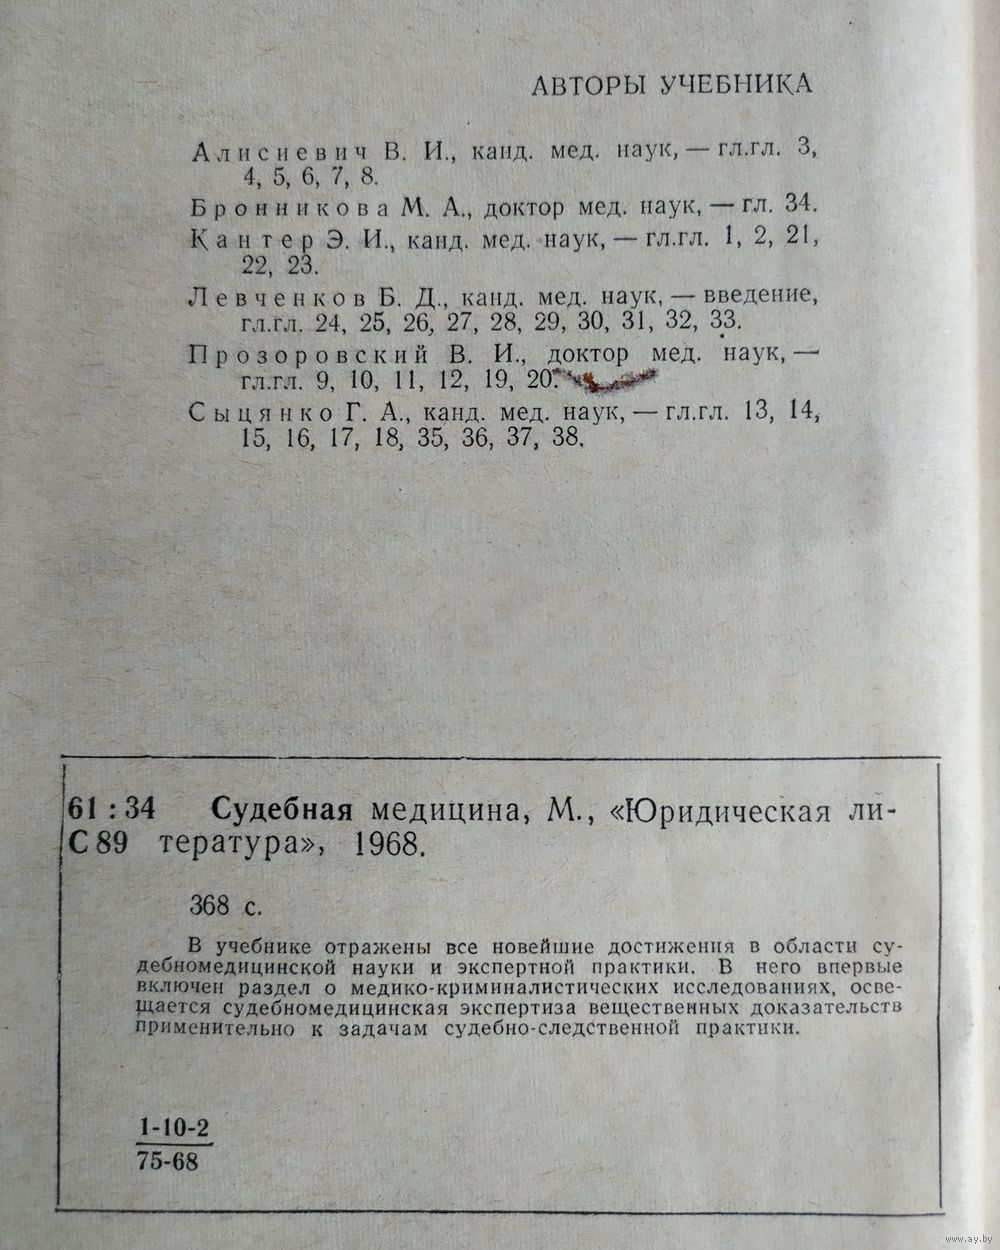 АВТОРЫ УЧЕБНИКА
Алисиевич В. И., канд. мед. наук, — гл.гл. 3,
4, 5, 6, 7, 8.
Бронникова М. А., доктор мед. наук, — гл. 34.
Кантер Э. И., канд. мед. наук, — гл.гл. 1, 2, 21,
22, 23.
Левченков Б. Д., канд. мед. наук, — введение,
гл.гл. 24, 25, 26, 27, 28, 29, 30, 31, 32, 33.
Прозоровский В. И., доктор мед. наук, —
гл.гл. 9, 10, 11, 12, 19, 20.
Сыцянко Г. А., канд. мед. наук, — гл.гл. 13, 14,
15, 16, 17, 18, 35, 36, 37, 38.
61 : 34 Судебная медицина, М., «Юридическая ли-
С 89 тература», 1968.
368 с.
В учебнике отражены все новейшие достижения в области су-
дебномедицинской науки и экспертной практики. В него впервые
включен раздел о медико-криминалистических исследованиях, осве-
щается судебномедицинская экспертиза вещественных доказательств
применительно к задачам судебно-следственной практики.
1-10-2
75-68
www.ay.by